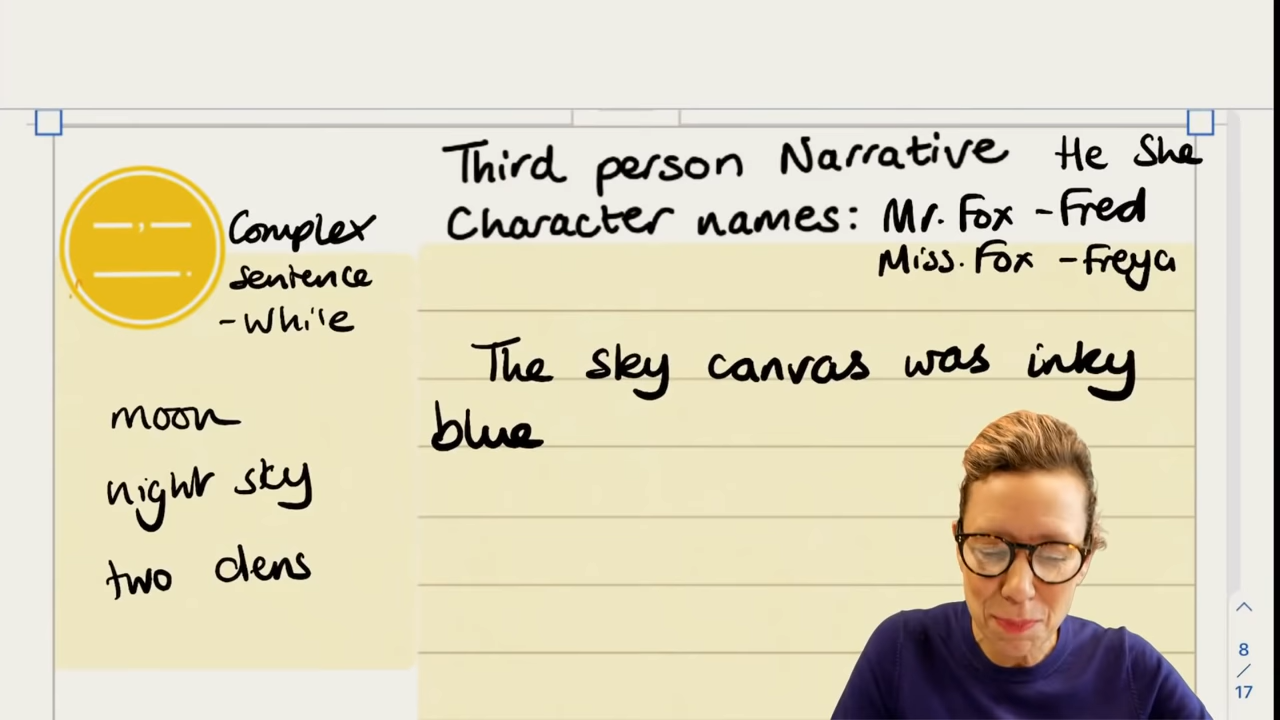 Third person Narrative He She
Character names: Mr. Fox - Fred
Miss. Fox - Freya
Complex
sentence
- While
moon
night sky
two dens
The sky canvas was inky
blue
8
/
17